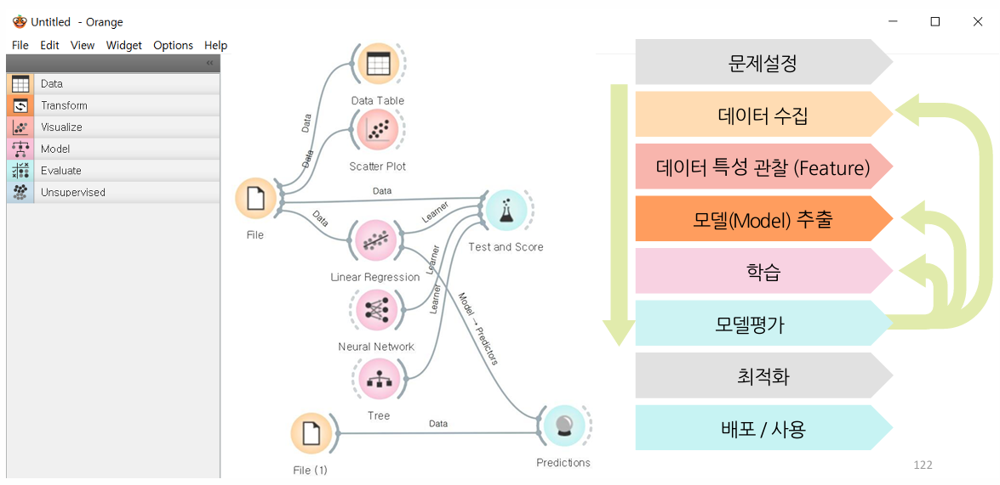 Untitled - Orange
File Edit View Widget Options Help
Data
Transform
Visualize
Model
Evaluate
Unsupervised
Data Table
Data
Data
Scatter Plot
File
Data
Data
Learner
Test and Score
Linear Regression
Learner
Learner
Neural Network
Model → Predictors
Tree
Data
File (1)
Predictions
문제설정
데이터 수집
데이터 특성 관찰 (Feature)
모델(Model) 추출
학습
모델평가
최적화
배포 / 사용
122